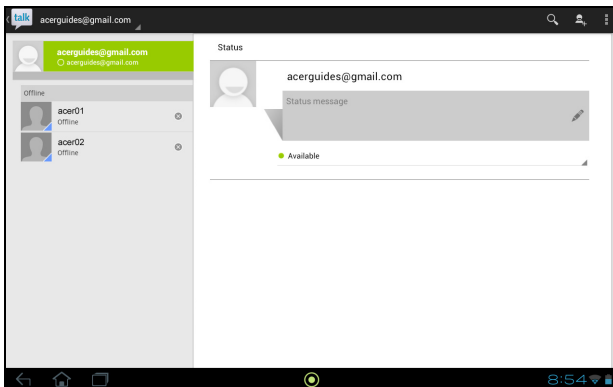 talk acerguides@gmail.com
acerguides@gmail.com
acerguides@gmail.com
Offline
acer01
Offline
acer02
Offline
Status
acerguides@gmail.com
Status message
Available
8:54